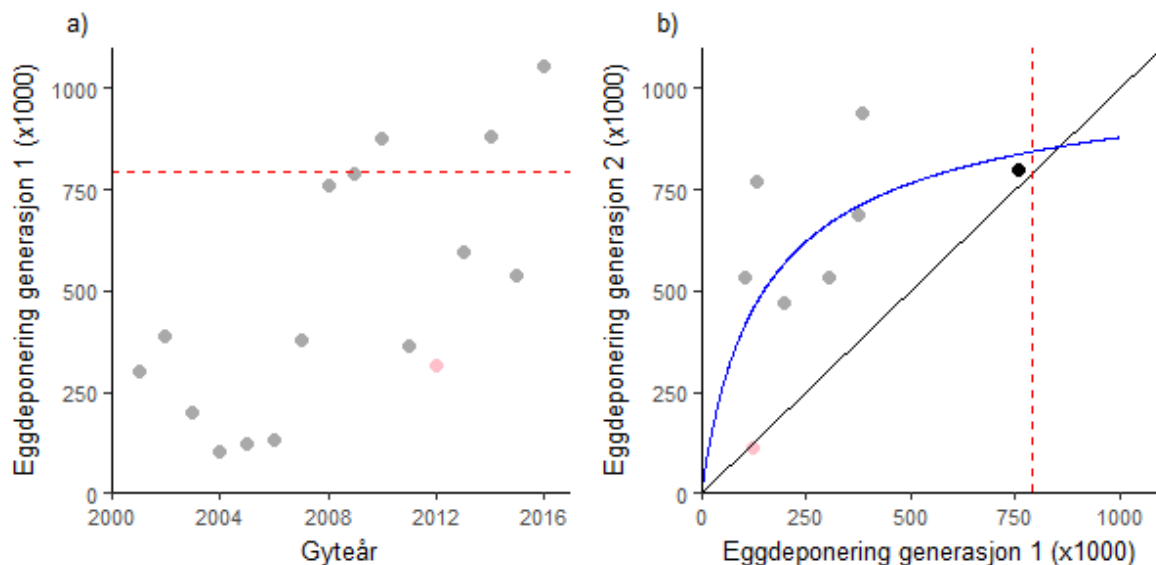 a)
Eggdeponering generasjon 1 (x1000)
1000
750
500
250
0
2000 2004 2008 2012 2016
Gyteår
b)
Eggdeponering generasjon 2 (x1000)
1000
750
500
250
0
0 250 500 750 1000
Eggdeponering generasjon 1 (x1000)